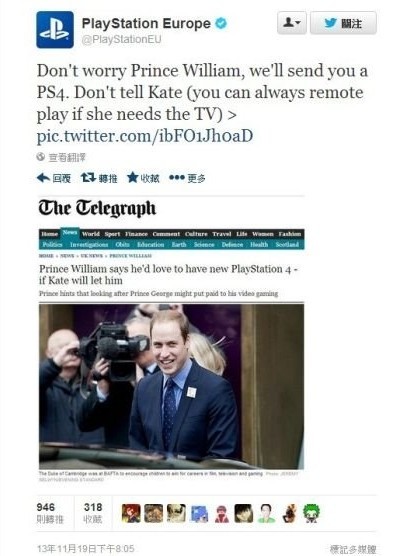 PlayStation Europe
@PlayStationEU
關注
Don't worry Prince William, we'll send you a
PS4. Don't tell Kate (you can always remote
play if she needs the TV) >
pic.twitter.com/ibFO1Jh0aD
查看翻譯
回覆 轉推 收藏 更多
The Telegraph
Home News World Sport Finance Comment Culture Travel Life Women Fashion
Politics Investigations Obits Education Earth Science Defence Health Scotland
HOME » NEWS » UK NEWS » PRINCE WILLIAM
Prince William says he'd love to have new PlayStation 4 -
if Kate will let him
Prince hints that looking after Prince George might put paid to his video gaming
The Duke of Cambridge was at BAFTA to encourage children to aim for careers in film, television and gaming
946 318
則轉推 收藏
13年11月19日下午8:05
標記多媒體